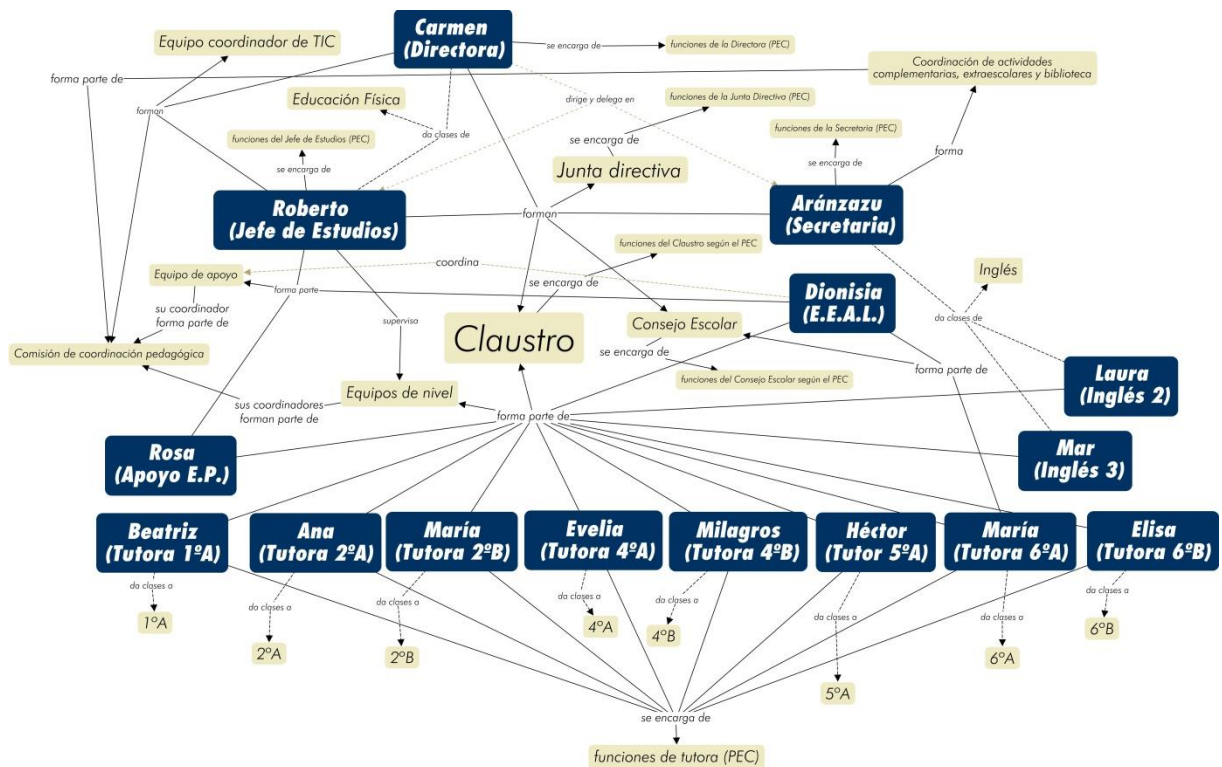 Carmen
(Directora)
Equipo coordinador de TIC
se encarga de
funciones de la Directora (PEC)
forma parte de
Coordinación de actividades
complementarias, extraescolares y biblioteca
Educación Física
dirige y delega en
funciones de la Junta Directiva (PEC)
forman
funciones del Jefe de Estudios (PEC)
da clases de
se encarga de
funciones de la Secretaria (PEC)
forma
se encarga de
se encarga de
Junta directiva
Roberto
(Jefe de Estudios)
forman
Aránzazu
(Secretaria)
funciones del Claustro según el PEC
coordina
Equipo de apoyo
se encarga de
Inglés
forma parte
Dionisia
(E.E.A.L.)
su coordinador
forma parte de
supervisa
Claustro
Consejo Escolar
da clases de
Comisión de coordinación pedagógica
se encarga de
forma parte de
funciones del Consejo Escolar según el PEC
Laura
(Inglés 2)
Equipos de nivel
sus coordinadores
forman parte de
forma parte de
Rosa
(Apoyo E.P.)
Mar
(Inglés 3)
Beatriz
(Tutora 1ºA)
Ana
(Tutora 2ºA)
María
(Tutora 2ºB)
Evelia
(Tutora 4ºA)
Milagros
(Tutora 4ºB)
Héctor
(Tutor 5ºA)
María
(Tutora 6ºA)
Elisa
(Tutora 6ºB)
da clases a
da clases a
da clases a
da clases a
da clases a
da clases a
da clases a
da clases a
1ºA
2ºA
2ºB
4ºA
4ºB
5ºA
6ºA
6ºB
se encarga de
funciones de tutora (PEC)